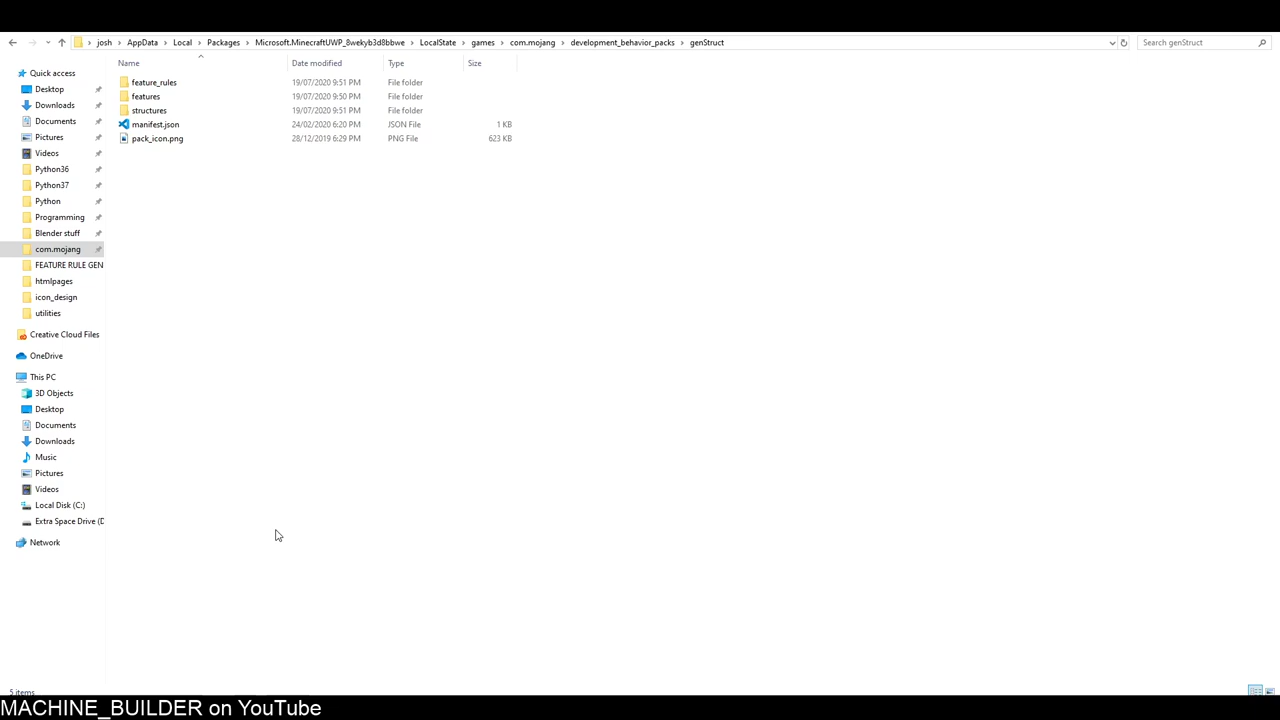 josh > AppData > Local > Packages > Microsoft.MinecraftUWP_8wekyb3d8bbwe > LocalState > games > com.mojang > development_behavior_packs > genStruct
Search genStruct
Name Date modified Type Size
Quick access
Desktop
Downloads
Documents
Pictures
Videos
Python36
Python37
Python
Programming
Blender stuff
com.mojang
FEATURE RULE GEN
htmlpages
icon_design
utilities
Creative Cloud Files
OneDrive
This PC
3D Objects
Desktop
Documents
Downloads
Music
Pictures
Videos
Local Disk (C:)
Extra Space Drive (D
Network
feature_rules 19/07/2020 9:51 PM File folder
features 19/07/2020 9:50 PM File folder
structures 19/07/2020 9:51 PM File folder
manifest.json 24/02/2020 6:20 PM JSON File 1 KB
pack_icon.png 28/12/2019 6:29 PM PNG File 623 KB
5 items
MACHINE_BUILDER on YouTube